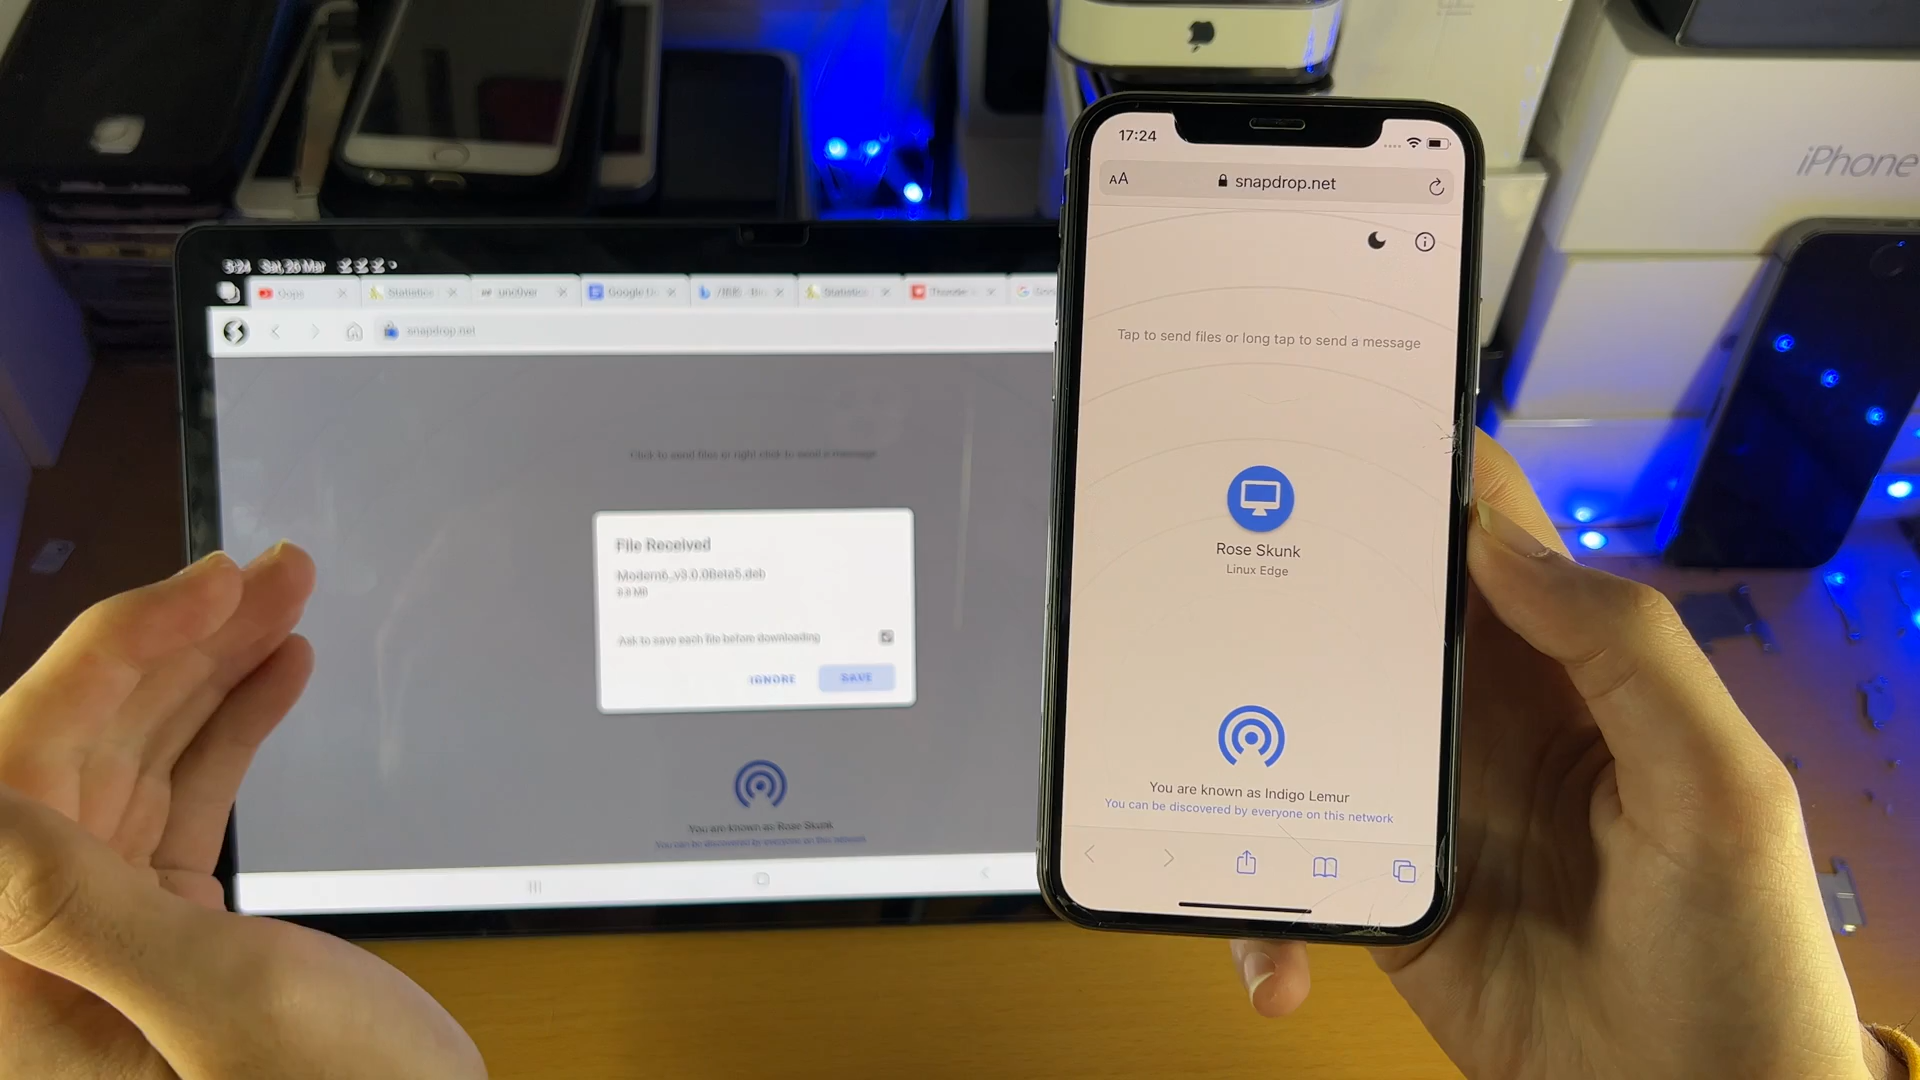 iPhone
17:24
AA snapdrop.net
Tap to send files or long tap to send a message
Rose Skunk
Linux Edge
You are known as Indigo Lemur
You can be discovered by everyone on this network
5:24 Sat, 20 Mar
Oops
Statistics
unc0ver
Google D
Statistics
snapdrop.net
Click to send files or right click to send a message
File Received
Modern6_v3.0.0Beta5.deb
Ask to save each file before downloading
IGNORE
SAVE
You are known as Rose Skunk
You can be discovered by everyone on this network